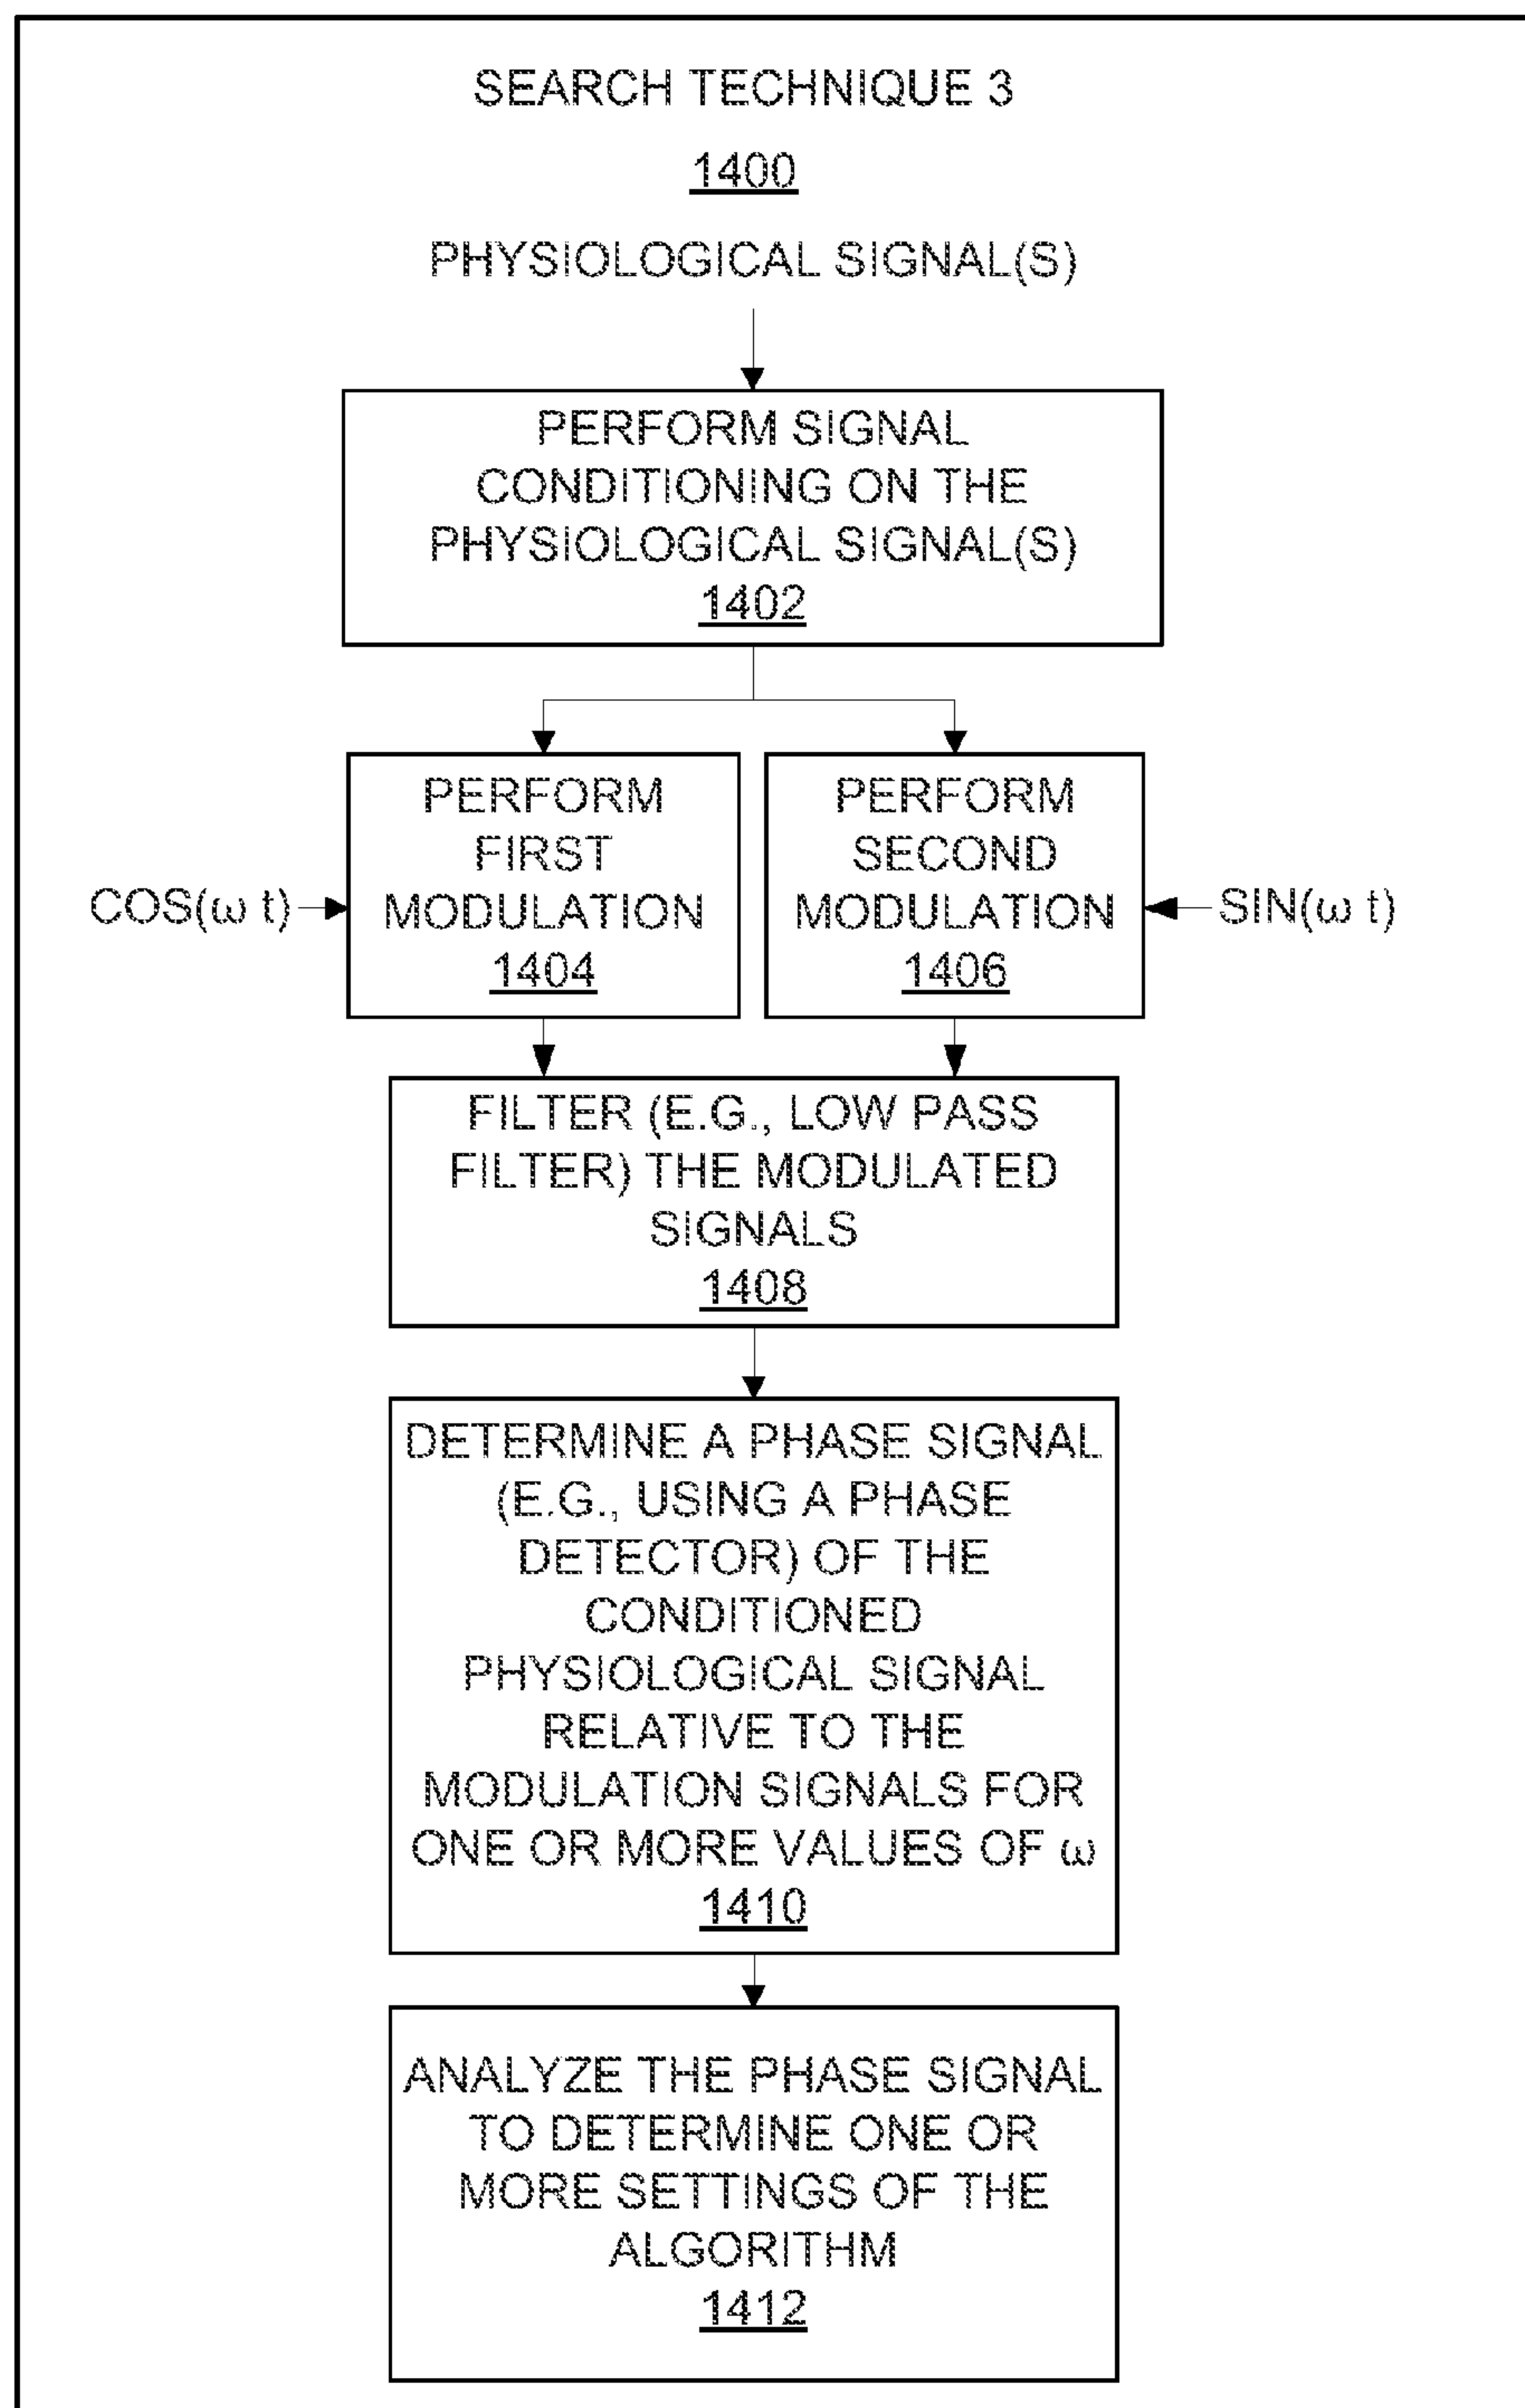 SEARCH TECHNIQUE 3
1400
PHYSIOLOGICAL SIGNAL(S)
PERFORM SIGNAL
CONDITIONING ON THE
PHYSIOLOGICAL SIGNAL(S)
1402
PERFORM
FIRST
MODULATION
1404
PERFORM
SECOND
MODULATION
1406
COS(ω t)
SIN(ω t)
FILTER (E.G., LOW PASS
FILTER) THE MODULATED
SIGNALS
1408
DETERMINE A PHASE SIGNAL
(E.G., USING A PHASE
DETECTOR) OF THE
CONDITIONED
PHYSIOLOGICAL SIGNAL
RELATIVE TO THE
MODULATION SIGNALS FOR
ONE OR MORE VALUES OF ω
1410
ANALYZE THE PHASE SIGNAL
TO DETERMINE ONE OR
MORE SETTINGS OF THE
ALGORITHM
1412